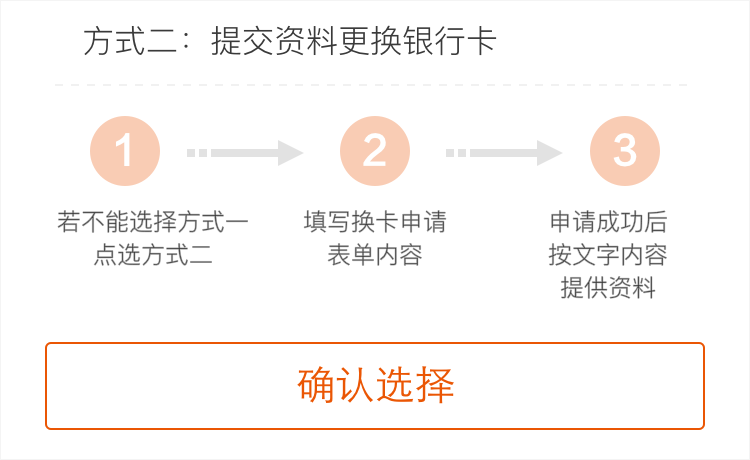 方式二：提交资料更换银行卡
1
2
3
若不能选择方式一
点选方式二
填写换卡申请
表单内容
申请成功后
按文字内容
提供资料
确认选择